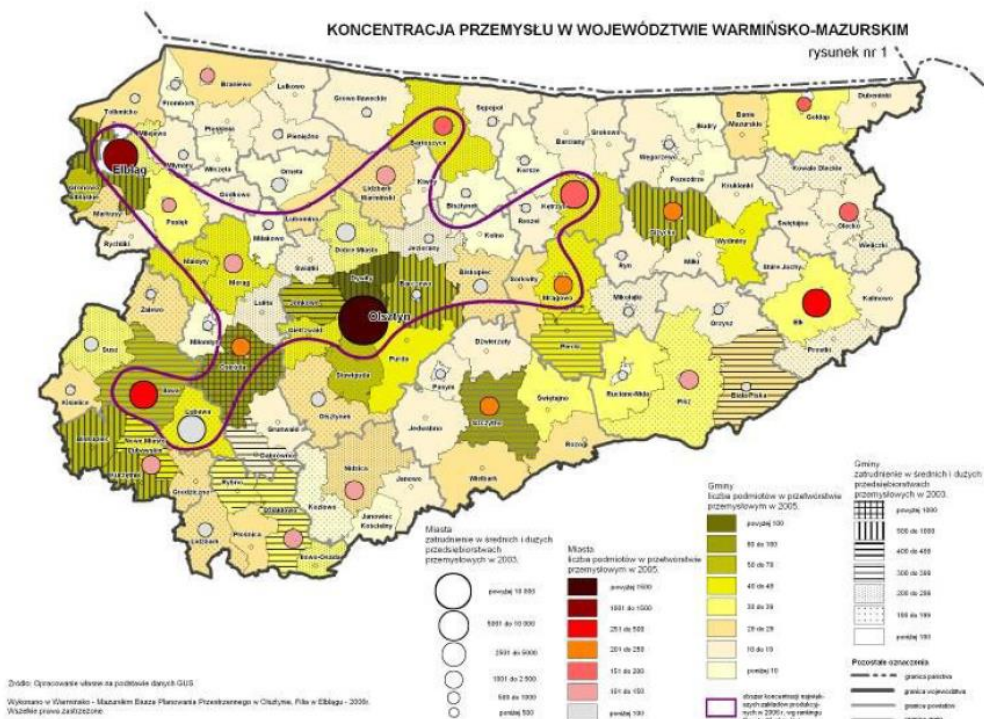 KONCENTRACJA PRZEMYSŁU W WOJEWÓDZTWIE WARMIŃSKO-MAZURSKIM
rysunek nr 1
Braniewo
Lelkowo
Górowo Iławeckie
Sępopol
Dubeninki
Frombork
Tolkmicko
Banie
Mazurskie
Gołdap
Pieniężno
Bartoszyce
Barciany
Srokowo
Węgorzewo
Młynary
Wilczęta
Elbląg
Orneta
Lidzbark
Warmiński
Kiwity
Korsze
Pozezdrze
Kruklanki
Kowale Oleckie
Godkowo
Bisztynek
Kętrzyn
Markusy
Pasłęk
Lubomino
Reszel
Giżycko
Świętajno
Olecko
Rychliki
Miłakowo
Dobre Miasto
Jeziorany
Kolno
Wydminy
Wieliczki
Małdyty
Morąg
Świątki
Ryn
Miłki
Stare Juchy
Dywity
Barczewo
Biskupiec
Sorkwity
Zalewo
Łukta
Jonkowo
Olsztyn
Mrągowo
Mikołajki
Ełk
Kalinowo
Orzysz
Gietrzwałd
Prostki
Susz
Miłomłyn
Purda
Dźwierzuty
Piecki
Stawiguda
Ostróda
Iława
Pasym
Ruciane-Nida
Pisz
Biała Piska
Kisielice
Lubawa
Olsztynek
Świętajno
Szczytno
Grunwald
Jedwabno
Biskupiec
Nowe Miasto
Lubawskie
Dąbrówno
Rozogi
Kurzętnik
Nidzica
Wielbark
Grodziczno
Rybno
Janowo
Kozłowo
Janowiec
Kościelny
Działdowo
Lidzbark
Płośnica
Iłowo-Osada
Miasta
zatrudnienie w średnich i dużych
przedsiębiorstwach
przemysłowych w 2003.
powyżej 10 000
5001 do 10 000
2501 do 5000
1001 do 2 500
500 do 1000
poniżej 500
Miasta
liczba podmiotów w przetwórstwie
przemysłowym w 2005.
powyżej 1500
1001 do 1500
251 do 500
201 do 250
151 do 200
101 do 150
poniżej 100
Gminy
liczba podmiotów w przetwórstwie
przemysłowym w 2005.
powyżej 100
80 do 100
50 do 79
40 do 49
30 do 39
20 do 29
10 do 19
poniżej 10
obszar koncentracji najwięk-
szych zakładów produkcyj-
nych w 2006 r. wg rankingu
Gminy
zatrudnienie w średnich i dużych
przedsiębiorstwach
przemysłowych w 2003.
powyżej 1000
500 do 1000
400 do 499
300 do 399
200 do 299
100 do 199
poniżej 100
Pozostałe oznaczenia
granica państwa
granica województwa
granica powiatów
Źródło: Opracowanie własne na podstawie danych GUS.
Wykonano w Warmińsko - Mazurskim Biurze Planowania Przestrzennego w Olsztynie, Filia w Elblągu - 2006r.
Wszelkie prawa zastrzeżone